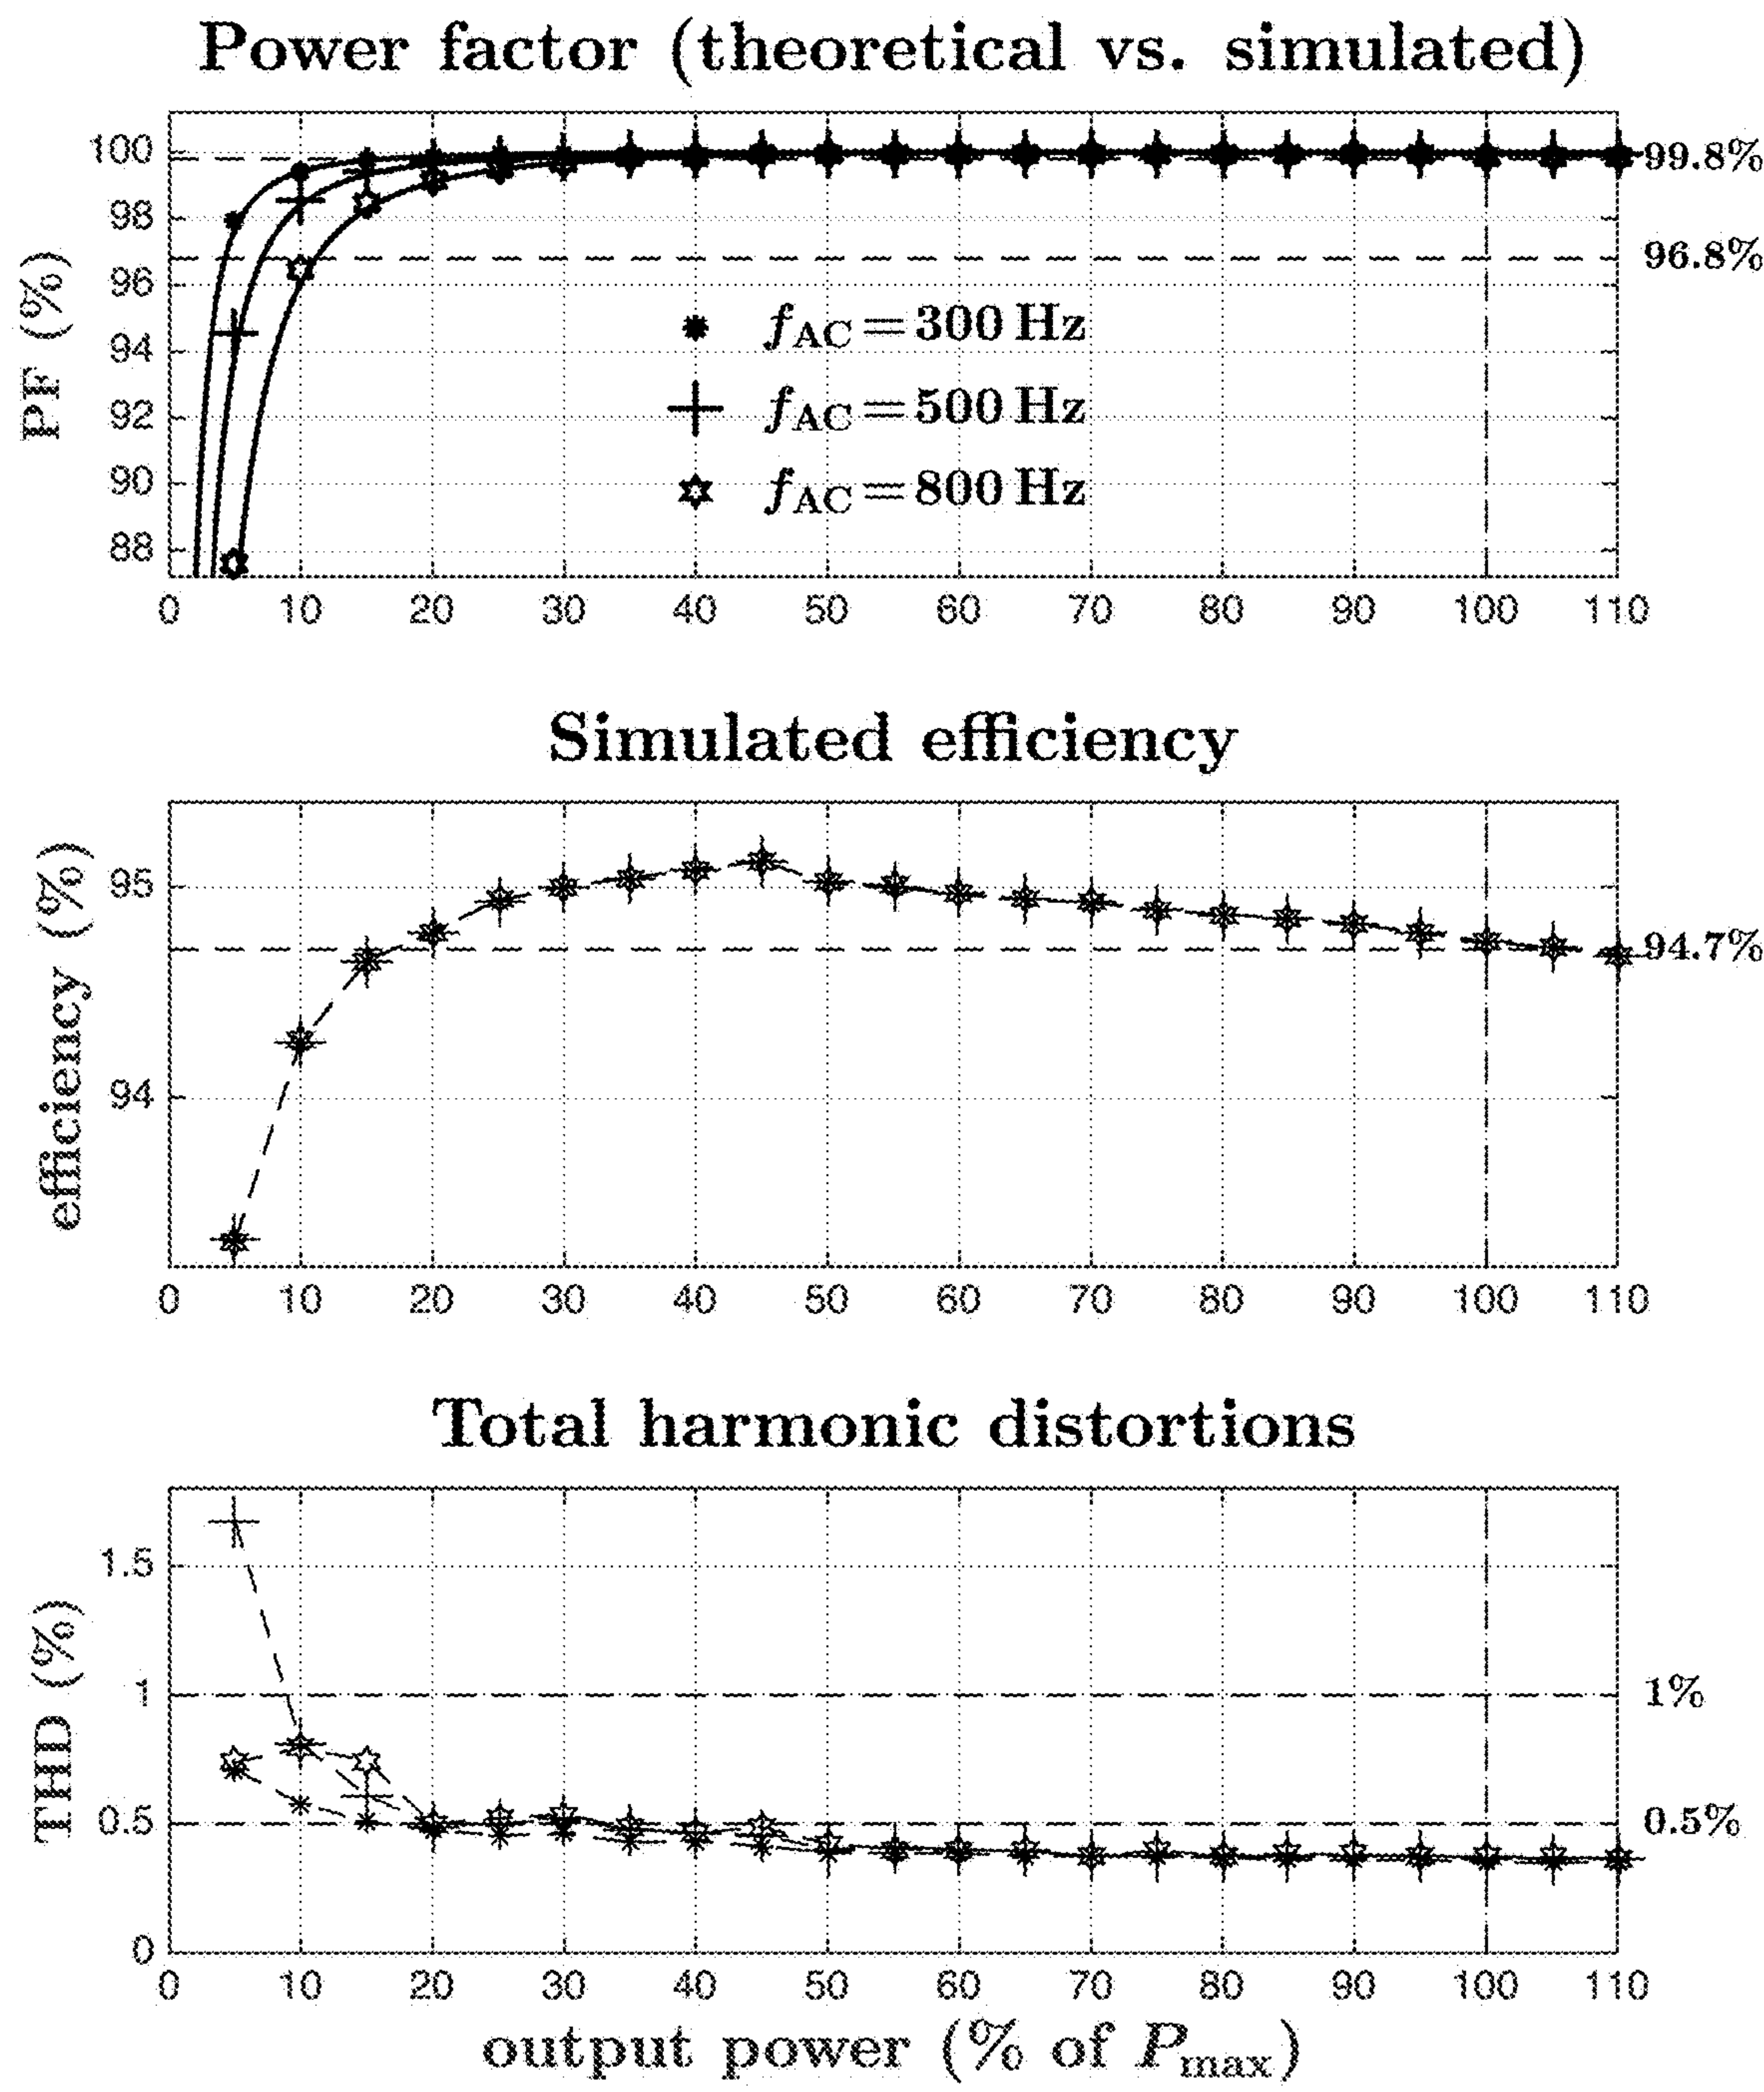 Power factor (theoretical vs. simulated)
100
98
96
94
92
90
88
PF (%)
99.8%
96.8%
f_AC = 300 Hz
f_AC = 500 Hz
f_AC = 800 Hz
0 10 20 30 40 50 60 70 80 90 100 110
Simulated efficiency
95
94
efficiency (%)
94.7%
0 10 20 30 40 50 60 70 80 90 100 110
Total harmonic distortions
1.5
1
0.5
0
THD (%)
1%
0.5%
0 10 20 30 40 50 60 70 80 90 100 110
output power (% of P_max)